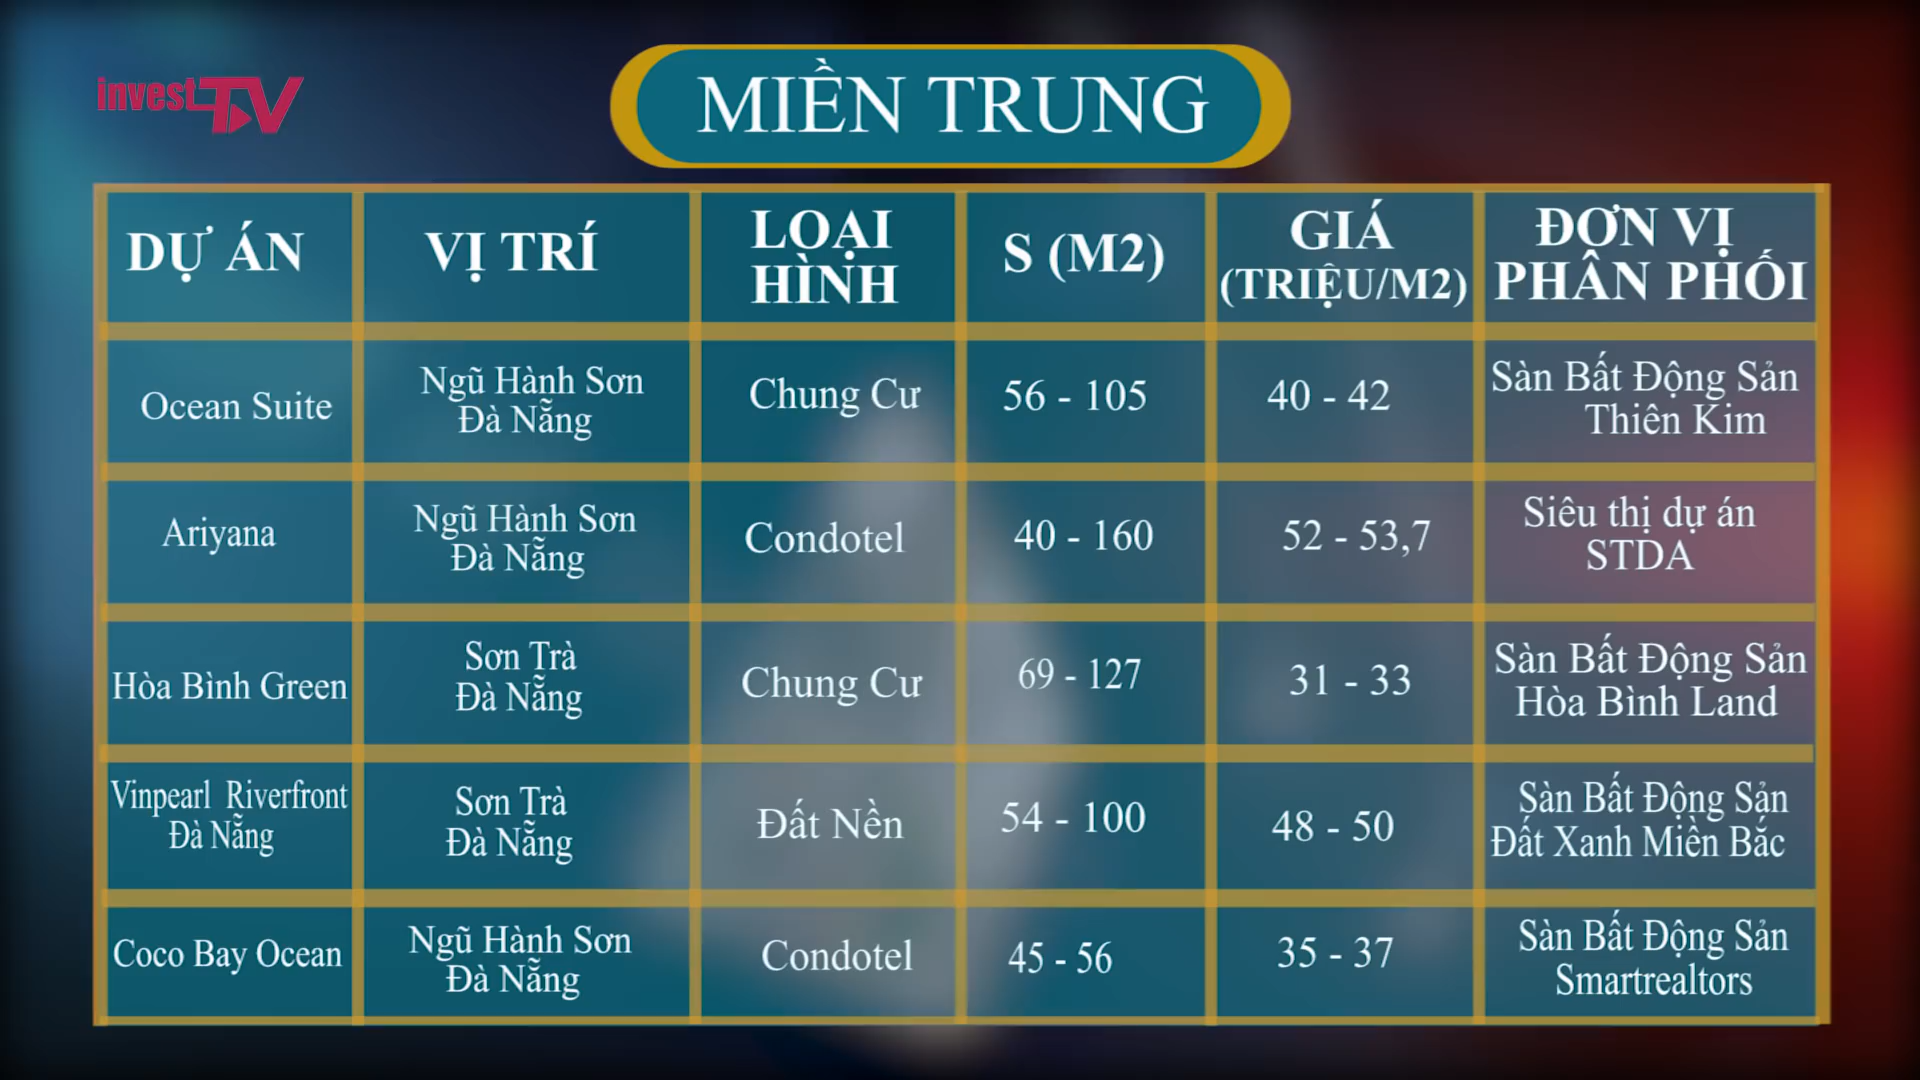 investTV
MIỀN TRUNG
DỰ ÁN
VỊ TRÍ
LOẠI
HÌNH
S (M2)
GIÁ
(TRIỆU/M2)
ĐƠN VỊ
PHÂN PHỐI
Ocean Suite
Ngũ Hành Sơn
Đà Nẵng
Chung Cư
56 - 105
40 - 42
Sàn Bất Động Sản
Thiên Kim
Ariyana
Ngũ Hành Sơn
Đà Nẵng
Condotel
40 - 160
52 - 53,7
Siêu thị dự án
STDA
Hòa Bình Green
Sơn Trà
Đà Nẵng
Chung Cư
69 - 127
31 - 33
Sàn Bất Động Sản
Hòa Bình Land
Vinpearl Riverfront
Đà Nẵng
Sơn Trà
Đà Nẵng
Đất Nền
54 - 100
48 - 50
Sàn Bất Động Sản
Đất Xanh Miền Bắc
Coco Bay Ocean
Ngũ Hành Sơn
Đà Nẵng
Condotel
45 - 56
35 - 37
Sàn Bất Động Sản
Smartrealtors